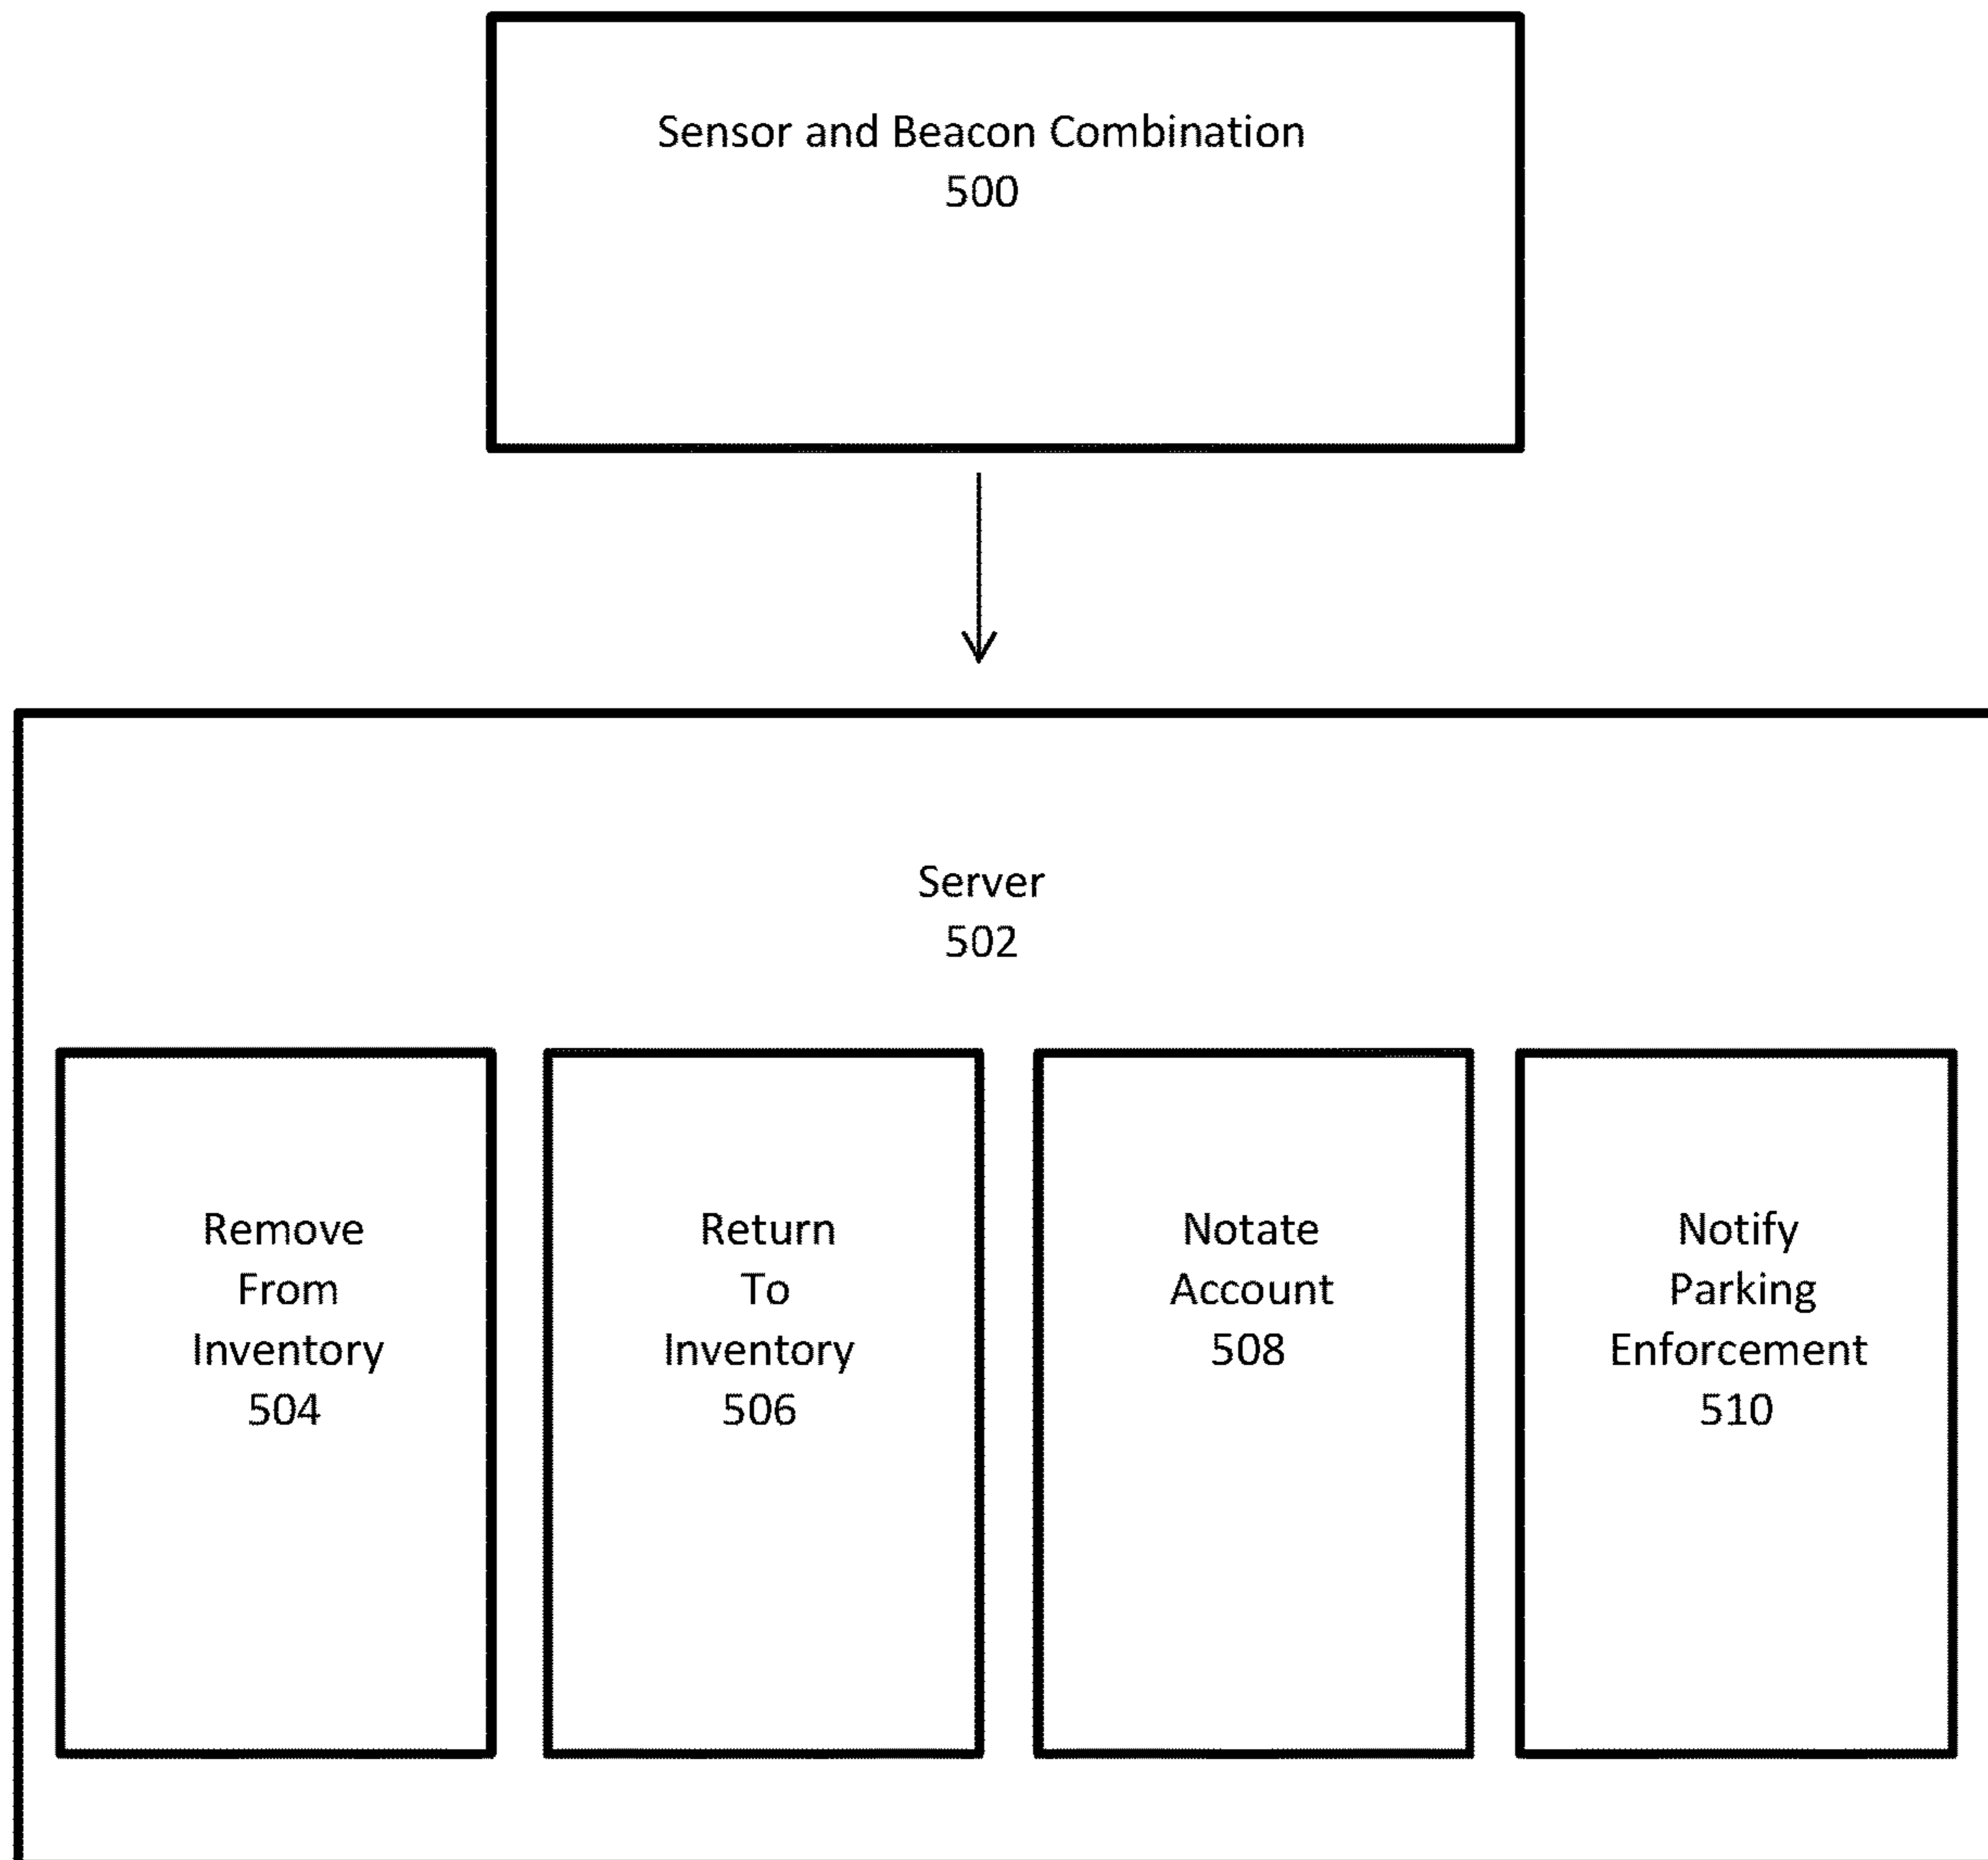 Sensor and Beacon Combination
500
Server
502
Remove
From
Inventory
504
Return
To
Inventory
506
Notate
Account
508
Notify
Parking
Enforcement
510